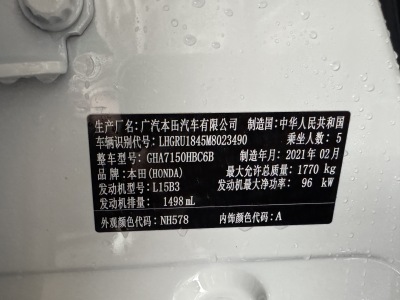 生产厂名：广汽本田汽车有限公司 制造国：中华人民共和国
车辆识别代号：LHGRU1845M8023490 乘坐人数：5
整车型号：GHA7150HBC6B 制造年月：2021年02月
品牌：本田(HONDA) 最大允许总质量：1770 kg
发动机型号：L15B3 发动机最大净功率：96 kW
发动机排量：1498 mL
外观颜色代码：NH578 内饰颜色代码：A